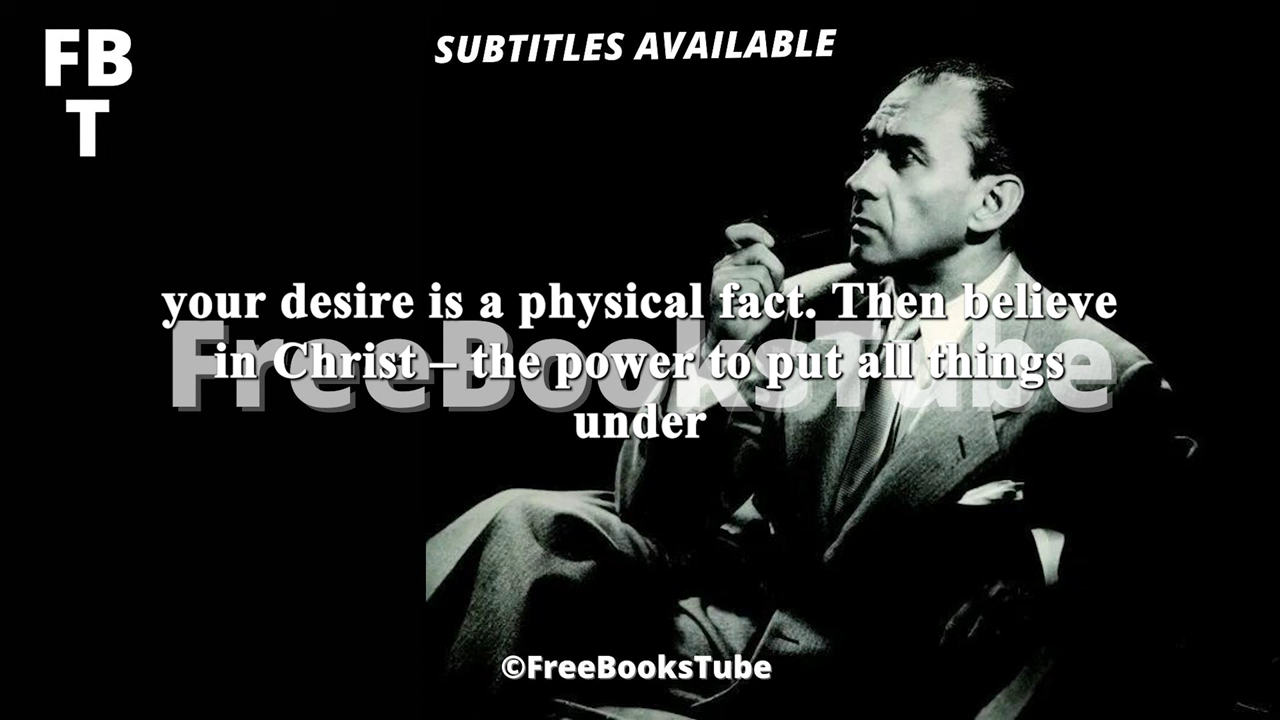 FB
T
SUBTITLES AVAILABLE
your desire is a physical fact. Then believe
in Christ – the power to put all things
under
FreeBooksTube
©FreeBooksTube